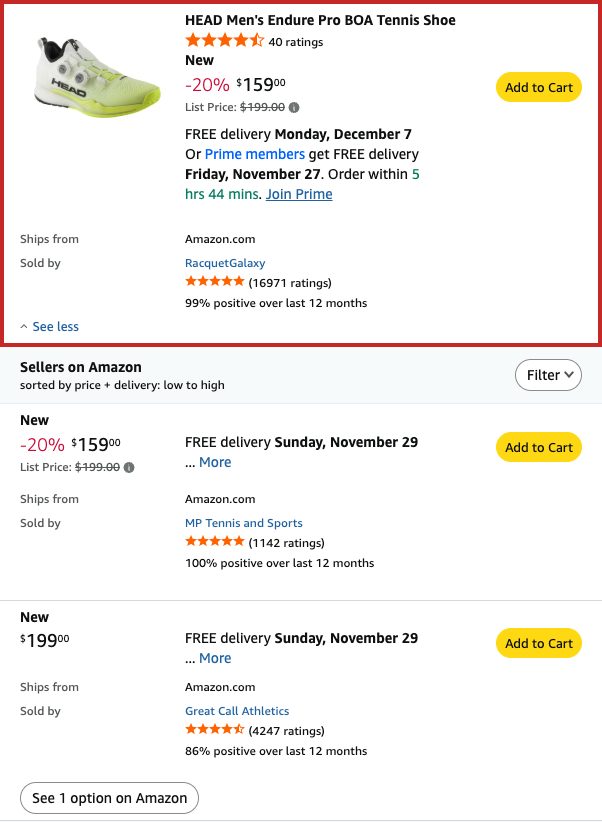 HEAD Men's Endure Pro BOA Tennis Shoe
40 ratings
New
-20% $159⁰⁰
List Price: $199.00
Add to Cart
FREE delivery Monday, December 7
Or Prime members get FREE delivery
Friday, November 27. Order within 5
hrs 44 mins. Join Prime
HEAD
Ships from Amazon.com
Sold by RacquetGalaxy
(16971 ratings)
99% positive over last 12 months
See less
Sellers on Amazon
sorted by price + delivery: low to high
Filter
New
-20% $159⁰⁰
List Price: $199.00
FREE delivery Sunday, November 29
... More
Add to Cart
Ships from Amazon.com
Sold by MP Tennis and Sports
(1142 ratings)
100% positive over last 12 months
New
$199⁰⁰
FREE delivery Sunday, November 29
... More
Add to Cart
Ships from Amazon.com
Sold by Great Call Athletics
(4247 ratings)
86% positive over last 12 months
See 1 option on Amazon